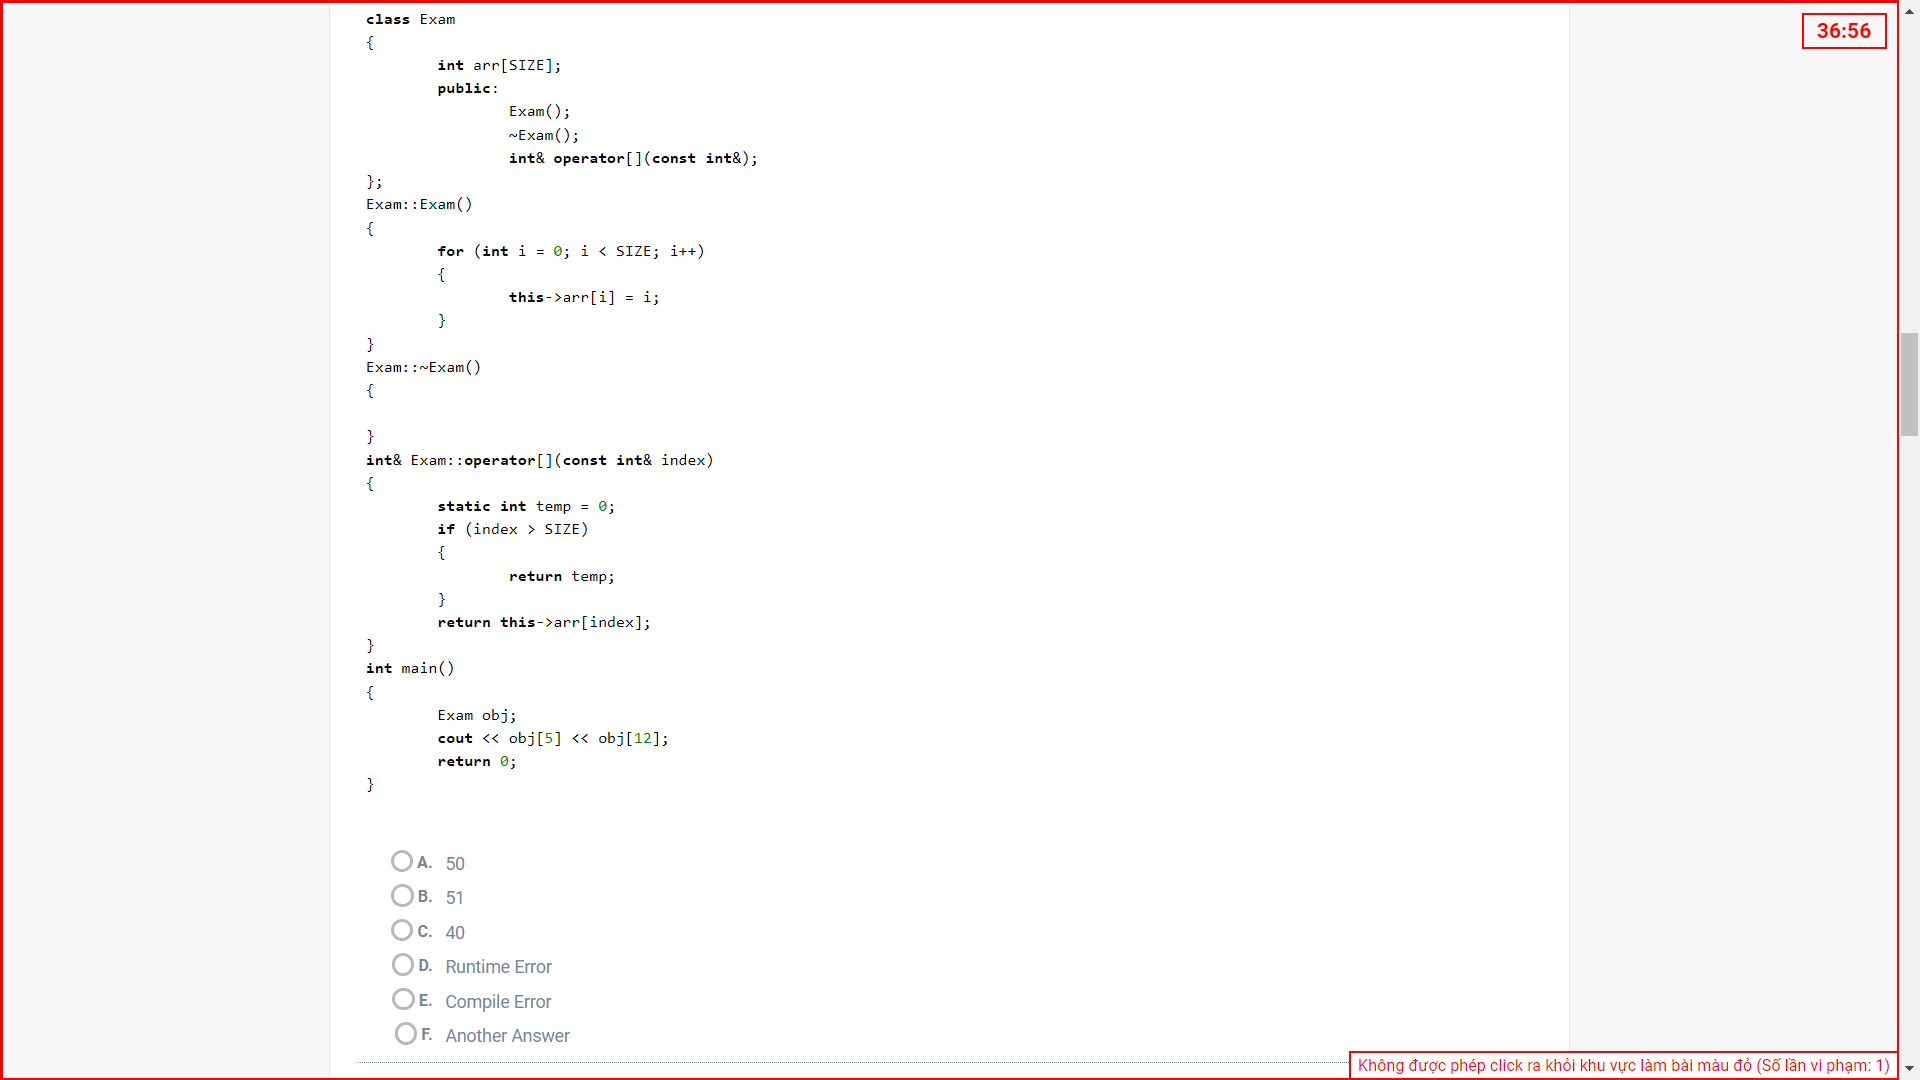 class Exam
{
int arr[SIZE];
public:
Exam();
~Exam();
int& operator[](const int&);
};
Exam::Exam()
{
for (int i = 0; i < SIZE; i++)
{
this->arr[i] = i;
}
}
Exam::~Exam()
{
}
int& Exam::operator[](const int& index)
{
static int temp = 0;
if (index > SIZE)
{
return temp;
}
return this->arr[index];
}
int main()
{
Exam obj;
cout << obj[5] << obj[12];
return 0;
}
A. 50
B. 51
C. 40
D. Runtime Error
E. Compile Error
F. Another Answer
36:56
Không được phép click ra khỏi khu vực làm bài màu đỏ (Số lần vi phạm: 1)